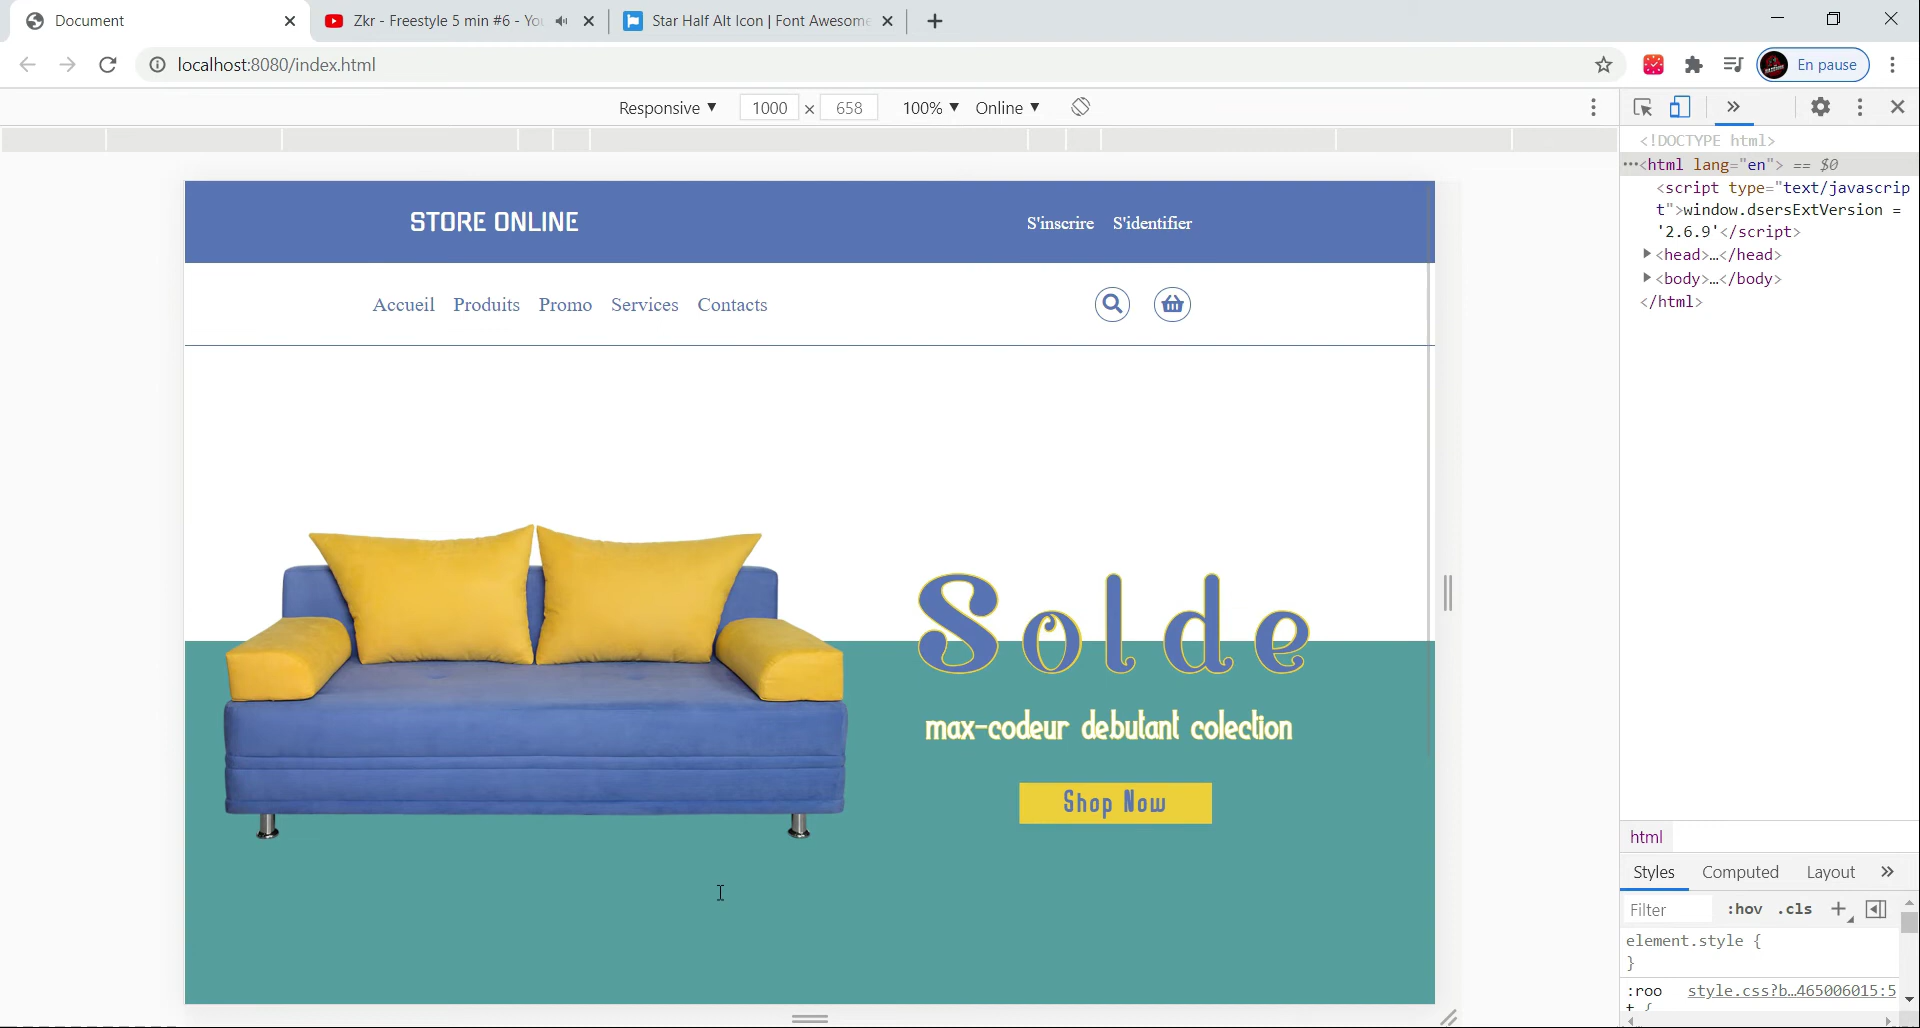 Document
Zkr - Freestyle 5 min #6 - You
Star Half Alt Icon | Font Awesome
localhost:8080/index.html
En pause
Responsive ▼ 1000 × 658 100% ▼ Online ▼
<!DOCTYPE html>
<html lang="en"> == $0
<script type="text/javascrip
t">window.dsersExtVersion =
'2.6.9'</script>
<head>…</head>
<body>…</body>
</html>
STORE ONLINE
S'inscrire S'identifier
Accueil Produits Promo Services Contacts
Solde
max-codeur debutant colection
Shop Now
html
Styles Computed Layout »
Filter :hov .cls +
element.style {
}
:roo style.css?b…465006015:5
t {